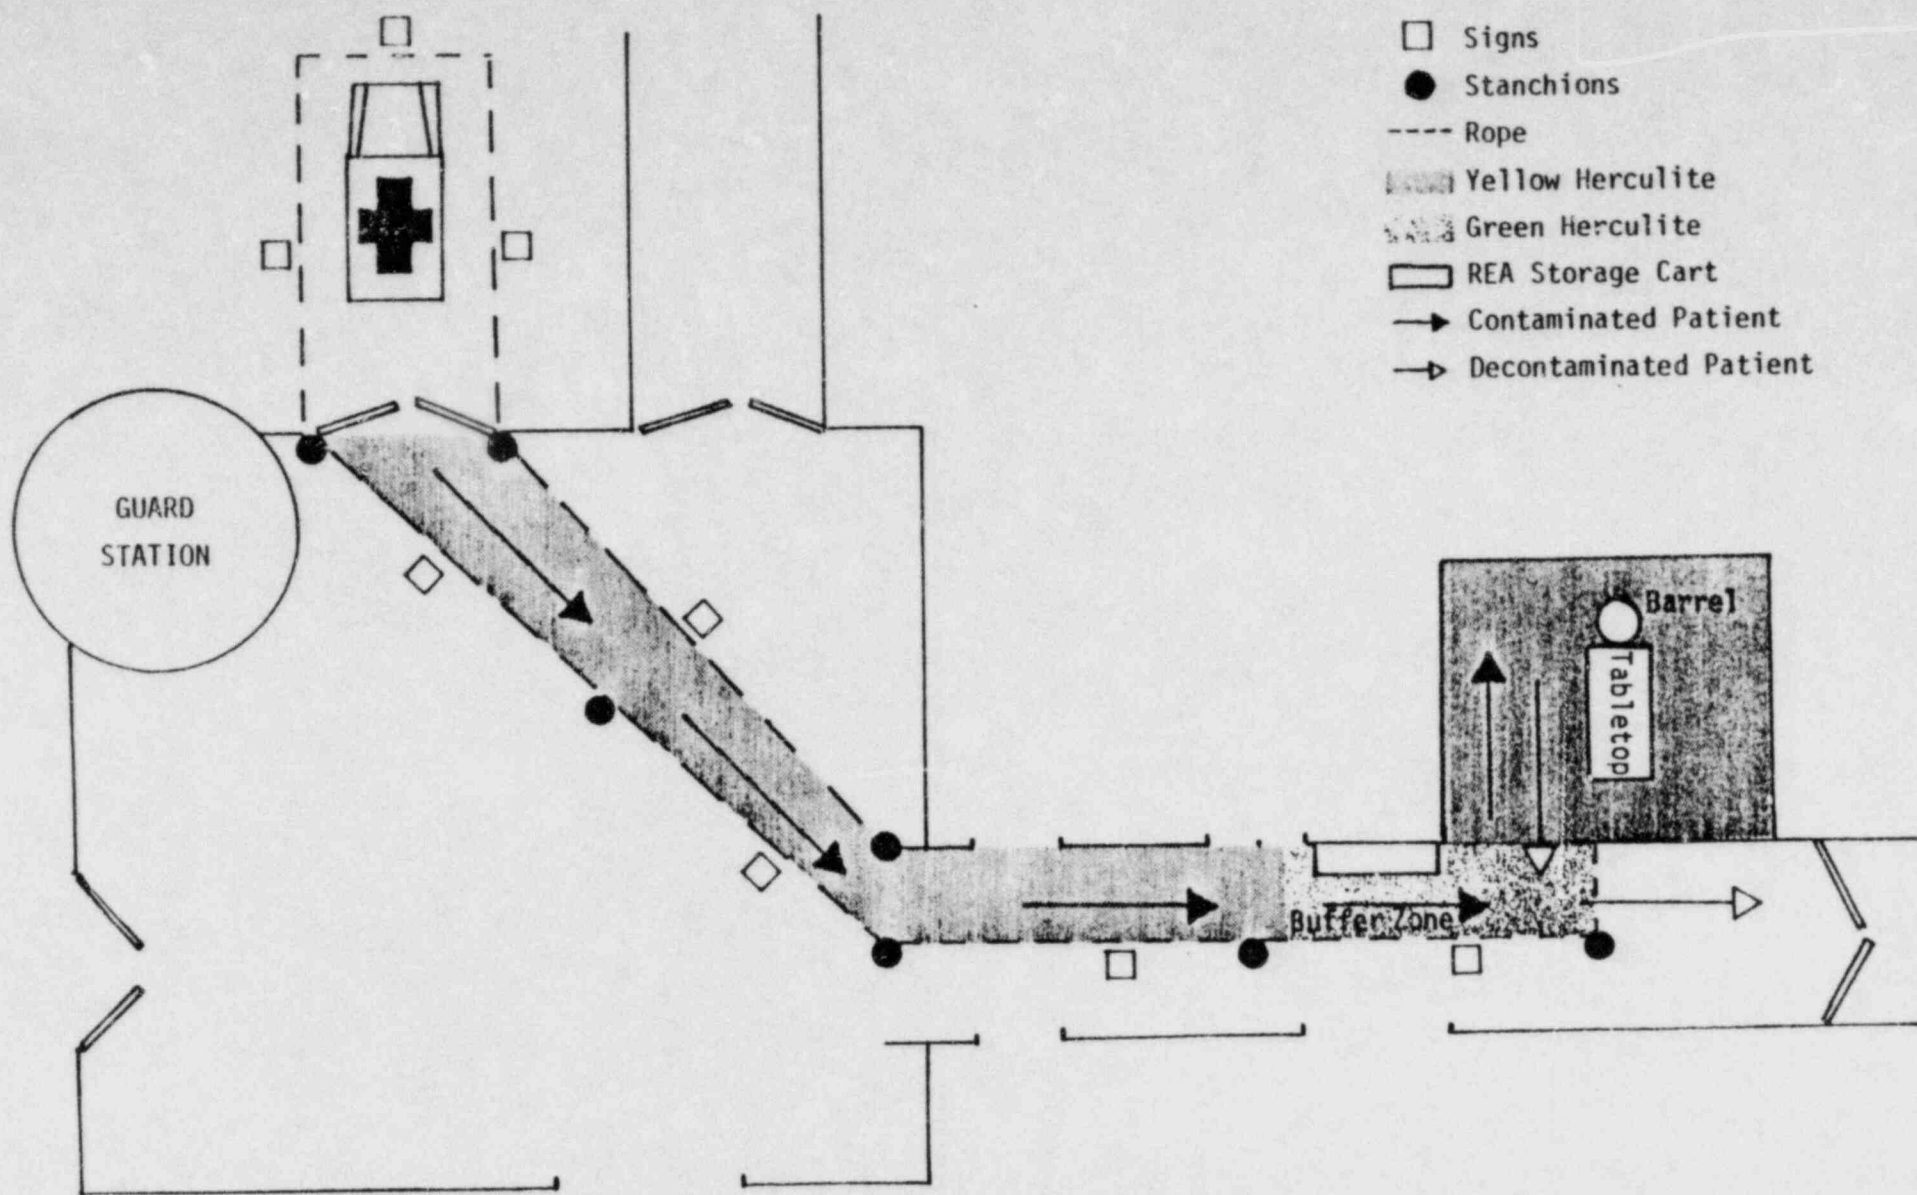 Signs
Stanchions
Rope
Yellow Herculite
Green Herculite
REA Storage Cart
Contaminated Patient
Decontaminated Patient
GUARD
STATION
Barrel
Tabletop
Buffer Zone